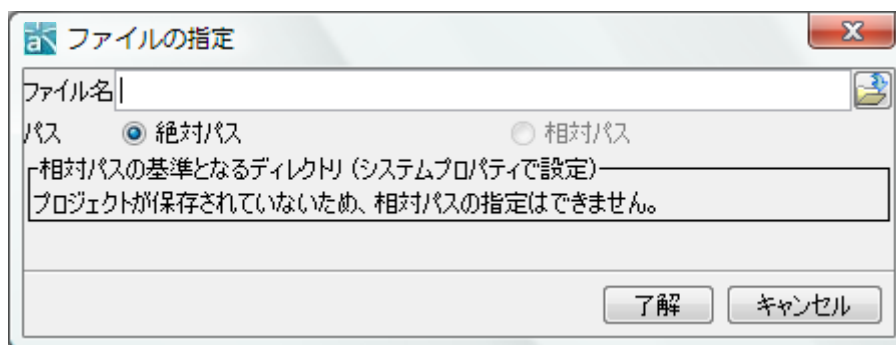 ファイルの指定
ファイル名
パス 絶対パス 相対パス
相対パスの基準となるディレクトリ (システムプロパティで設定)
プロジェクトが保存されていないため、相対パスの指定はできません。
了解 キャンセル